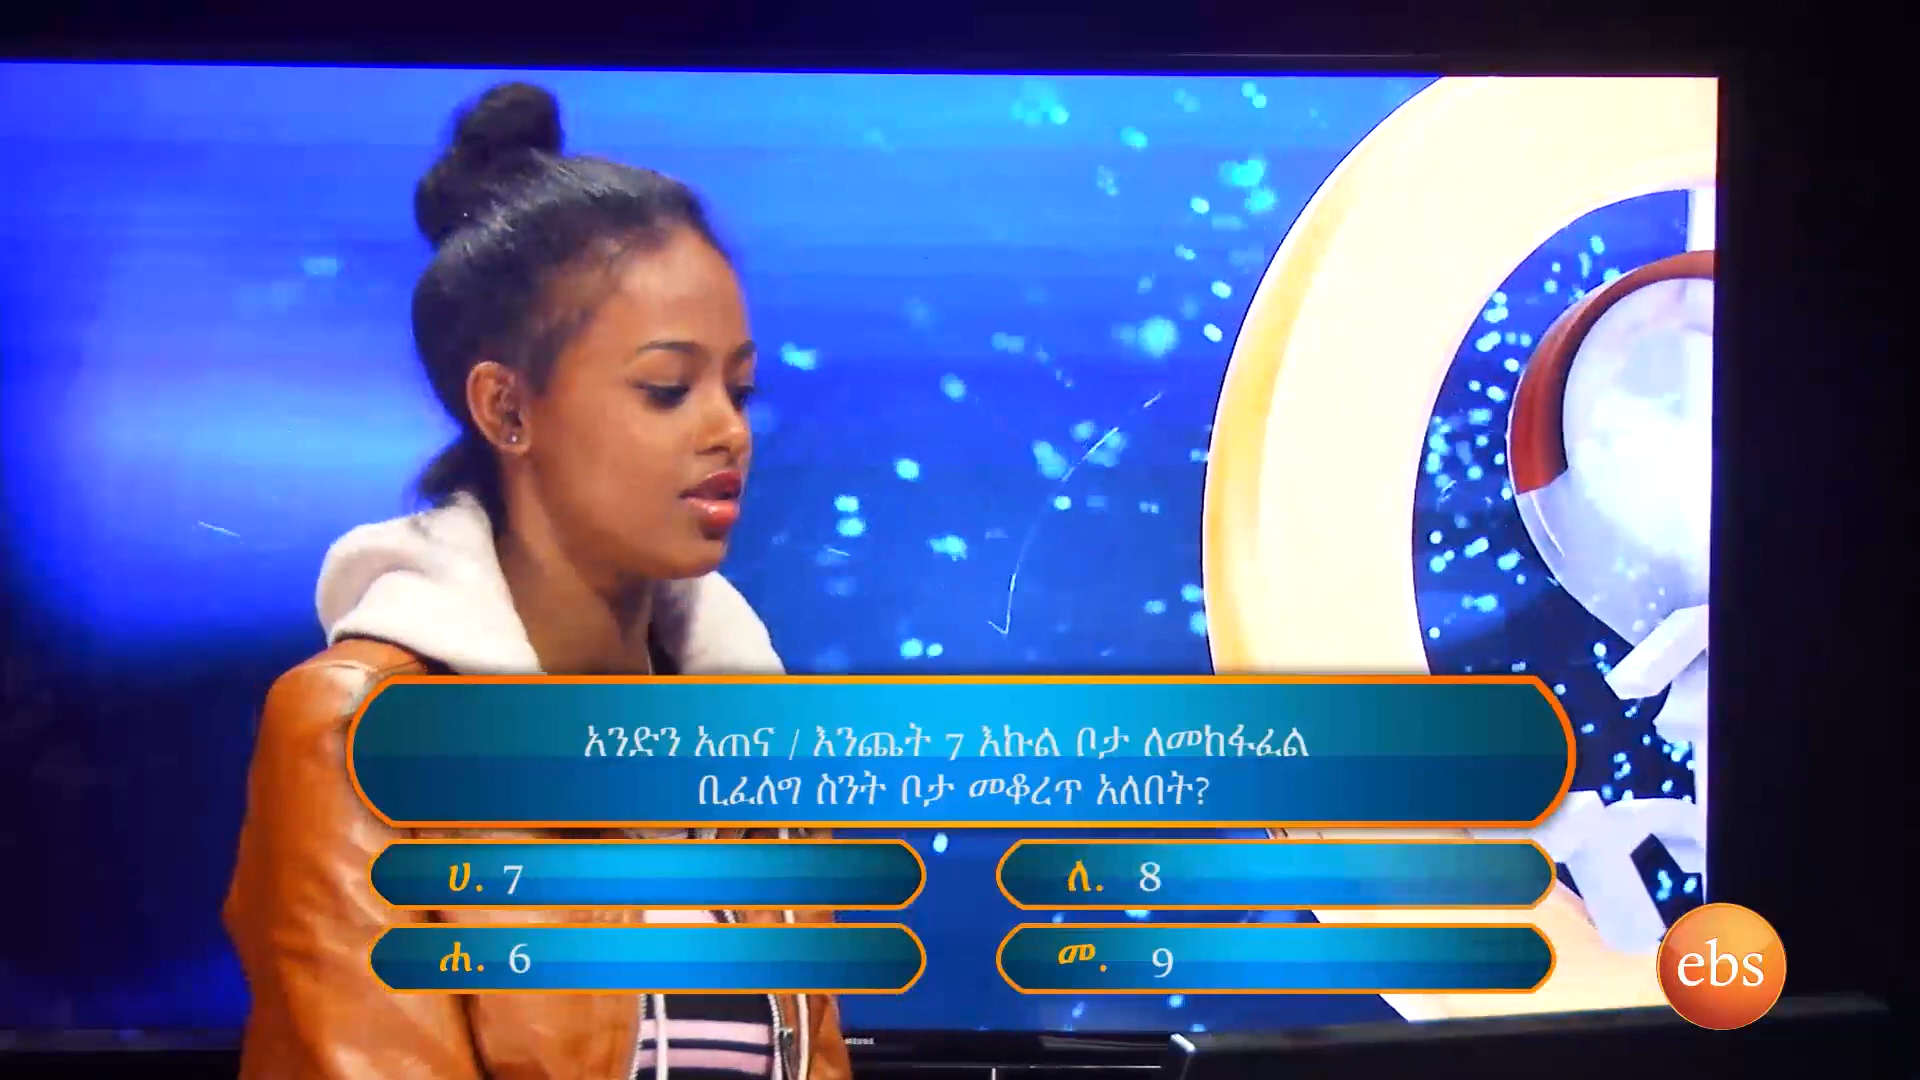 አንድን አጠና / እንጨት 7 እኩል ቦታ ለመከፋፈል
ቢፈለግ ስንት ቦታ መቆረጥ አለበት?
ሀ. 7
ለ. 8
ሐ. 6
መ. 9
ebs